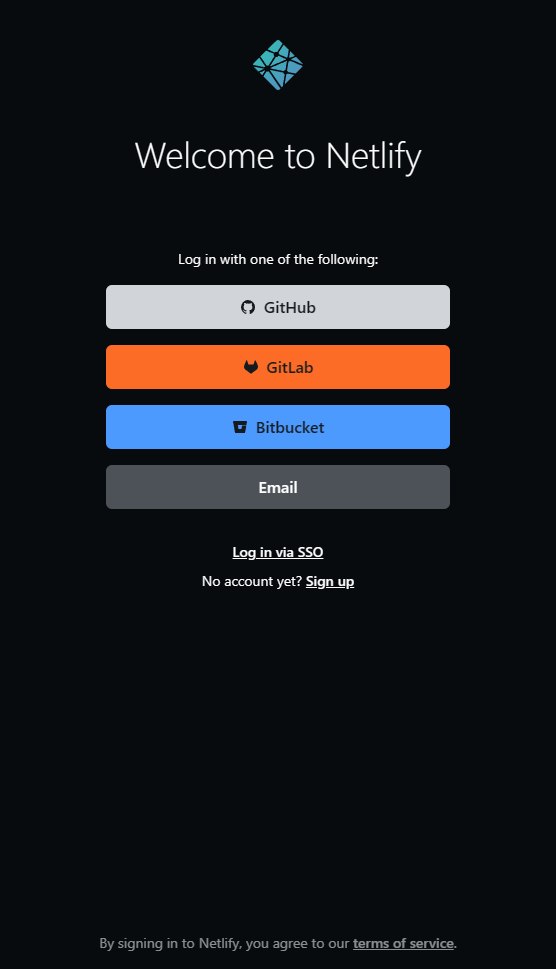 Welcome to Netlify
Log in with one of the following:
GitHub
GitLab
Bitbucket
Email
Log in via SSO
No account yet? Sign up
By signing in to Netlify, you agree to our terms of service.